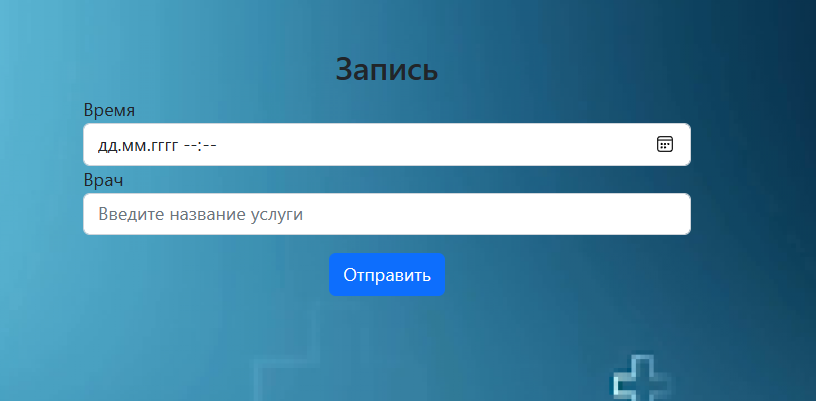 Запись
Время
дд.мм.гггг --:--
Врач
Введите название услуги
Отправить